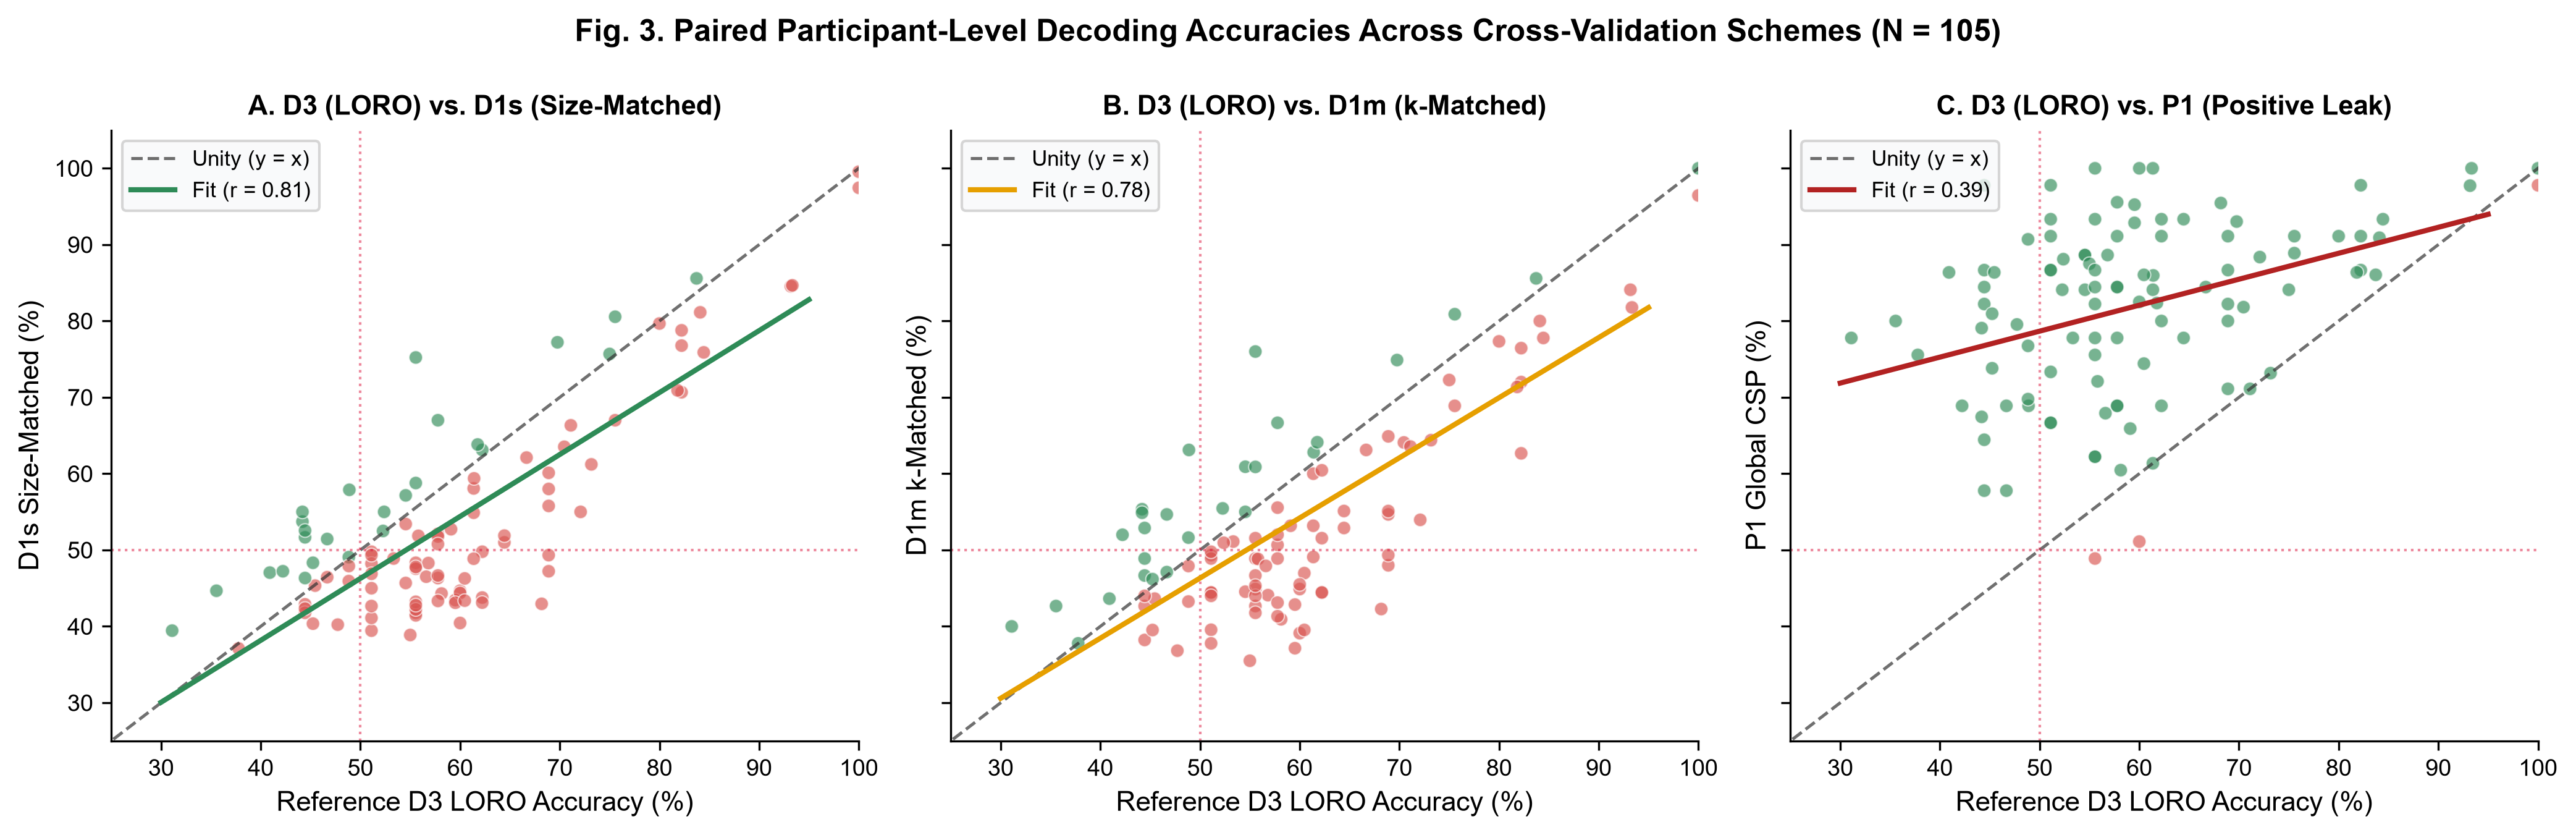 Fig. 3. Paired Participant-Level Decoding Accuracies Across Cross-Validation Schemes (N = 105)
A. D3 (LORO) vs. D1s (Size-Matched)
Unity (y = x)
Fit (r = 0.81)
100
90
80
70
60
50
40
30
D1s Size-Matched (%)
30 40 50 60 70 80 90 100
Reference D3 LORO Accuracy (%)
B. D3 (LORO) vs. D1m (k-Matched)
Unity (y = x)
Fit (r = 0.78)
D1m k-Matched (%)
30 40 50 60 70 80 90 100
Reference D3 LORO Accuracy (%)
C. D3 (LORO) vs. P1 (Positive Leak)
Unity (y = x)
Fit (r = 0.39)
P1 Global CSP (%)
30 40 50 60 70 80 90 100
Reference D3 LORO Accuracy (%)